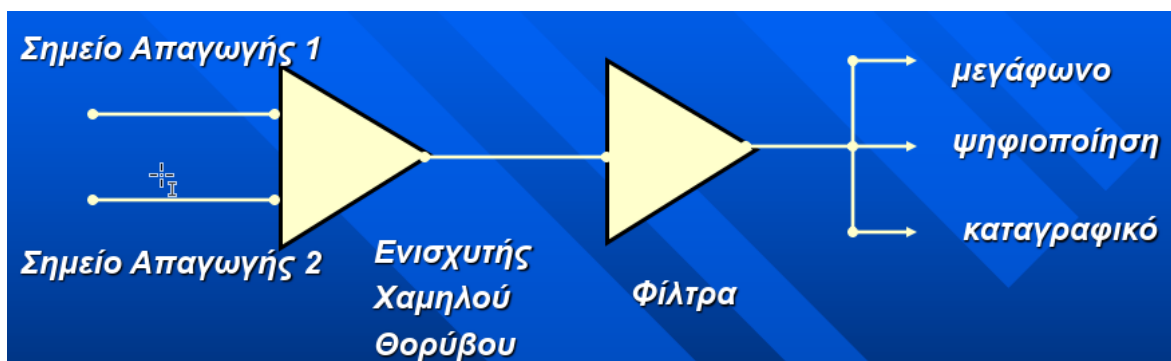 Σημείο Απαγωγής 1
μεγάφωνο
ψηφιοποίηση
καταγραφικό
Σημείο Απαγωγής 2
Ενισχυτής
Χαμηλού
Θορύβου
Φίλτρα